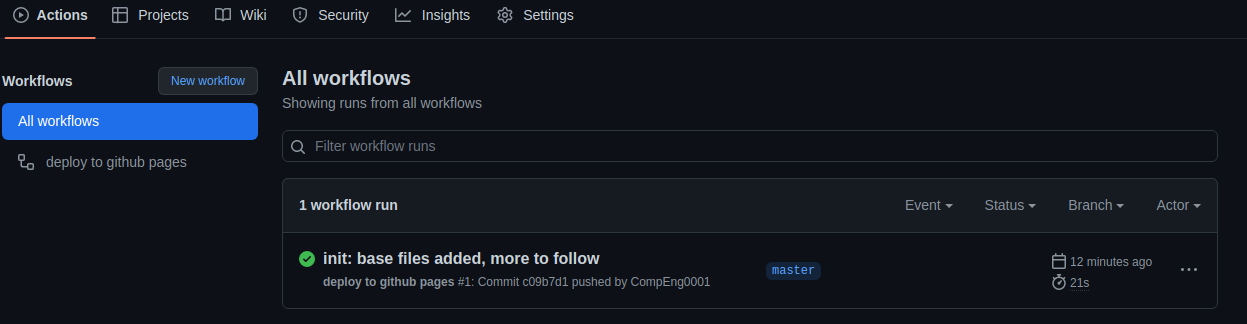 Actions Projects Wiki Security Insights Settings
Workflows
New workflow
All workflows
deploy to github pages
All workflows
Showing runs from all workflows
Filter workflow runs
1 workflow run
Event Status Branch Actor
init: base files added, more to follow
deploy to github pages #1: Commit c09b7d1 pushed by CompEng0001
master
12 minutes ago
21s